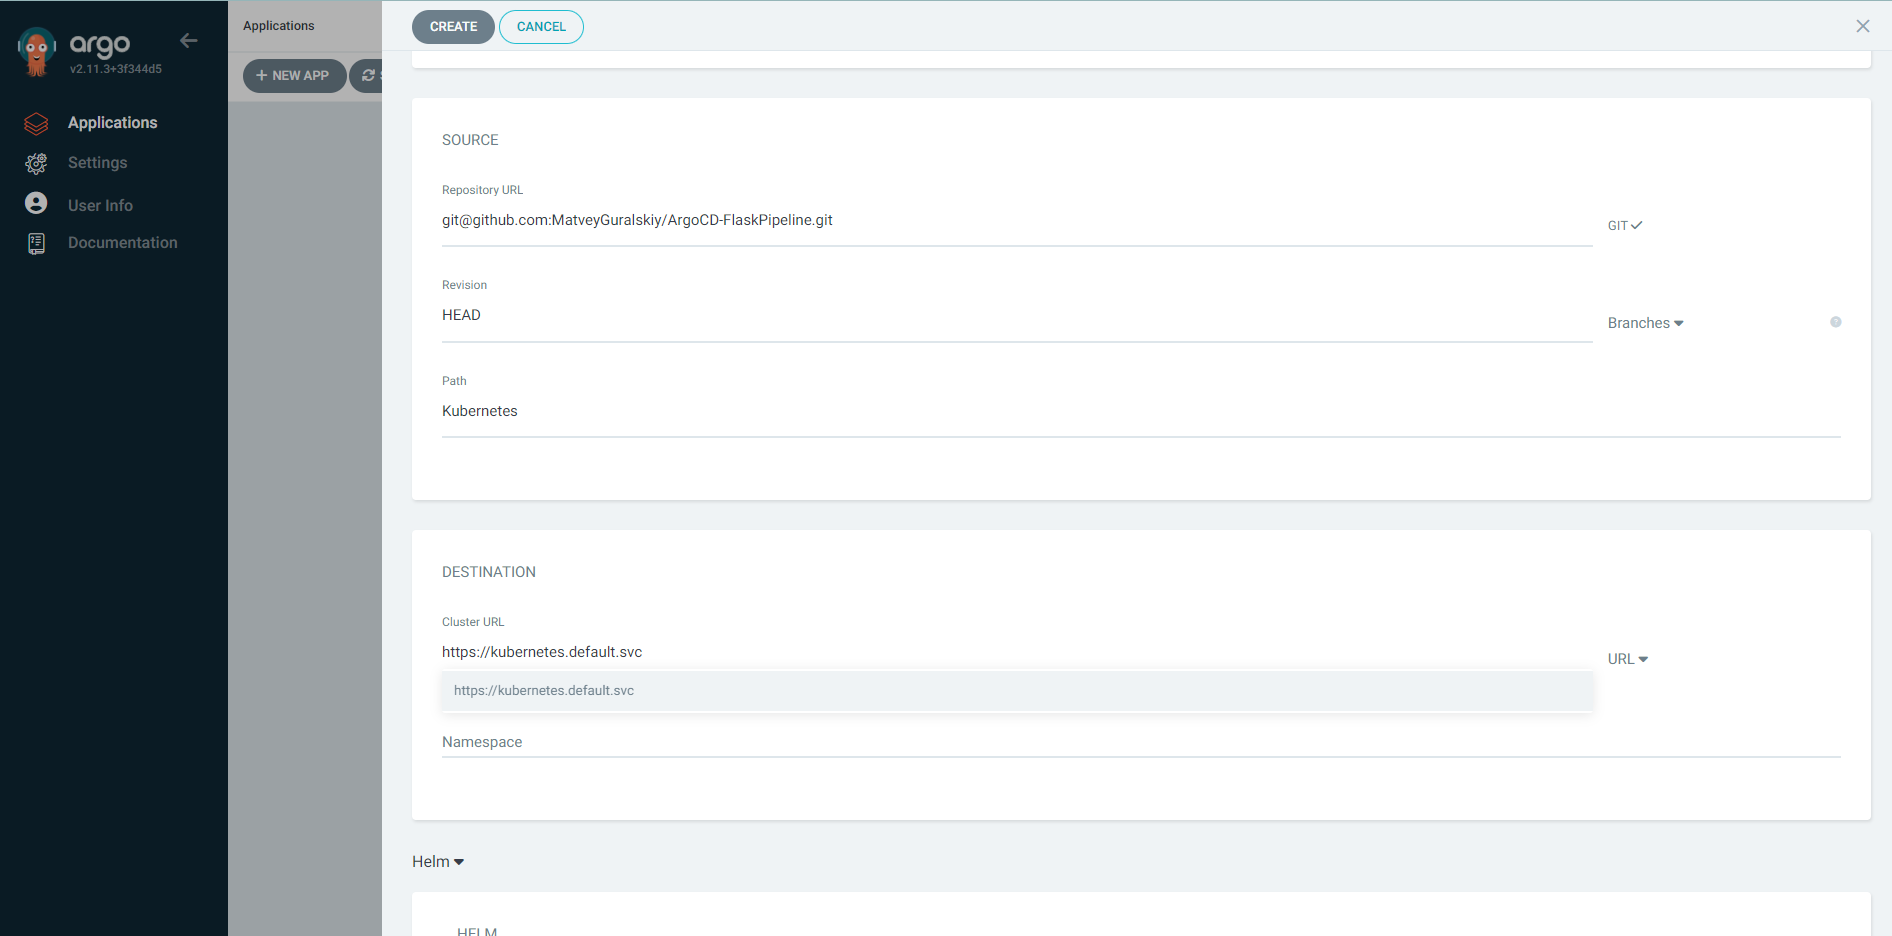 argo
v2.11.3+3f344d5
Applications
Settings
User Info
Documentation
Applications
NEW APP
CREATE
CANCEL
SOURCE
Repository URL
git@github.com:MatveyGuralskiy/ArgoCD-FlaskPipeline.git
GIT
Revision
HEAD
Branches
Path
Kubernetes
DESTINATION
Cluster URL
https://kubernetes.default.svc
URL
https://kubernetes.default.svc
Namespace
Helm
HELM